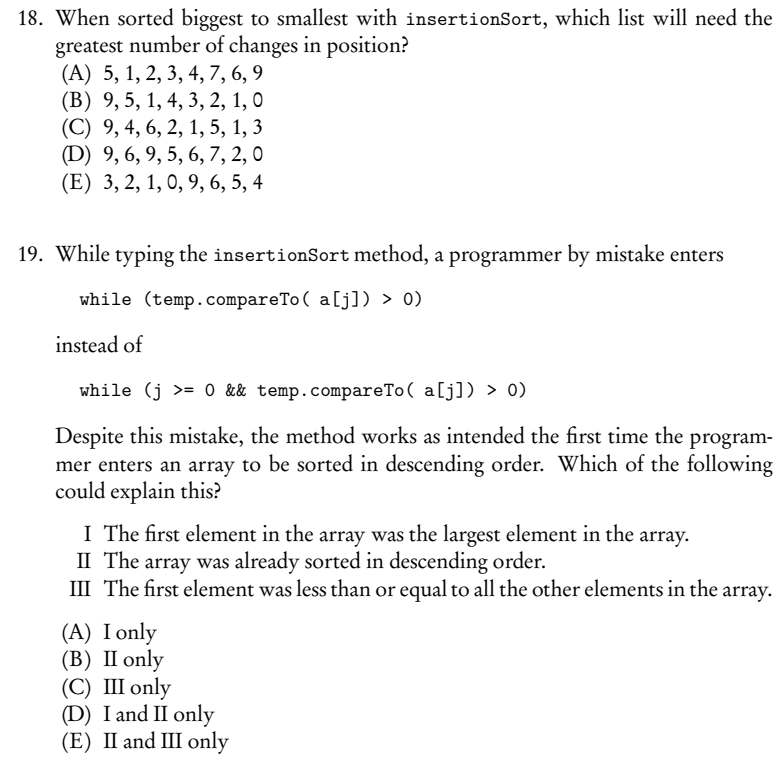 18. When sorted biggest to smallest with insertionSort, which list will need the
greatest number of changes in position?
(A) 5, 1, 2, 3, 4, 7, 6, 9
(B) 9, 5, 1, 4, 3, 2, 1, 0
(C) 9, 4, 6, 2, 1, 5, 1, 3
(D) 9, 6, 9, 5, 6, 7, 2, 0
(E) 3, 2, 1, 0, 9, 6, 5, 4
19. While typing the insertionSort method, a programmer by mistake enters
while (temp.compareTo( a[j]) > 0)
instead of
while (j >= 0 && temp.compareTo( a[j]) > 0)
Despite this mistake, the method works as intended the first time the program-
mer enters an array to be sorted in descending order. Which of the following
could explain this?
I The first element in the array was the largest element in the array.
II The array was already sorted in descending order.
III The first element was less than or equal to all the other elements in the array.
(A) I only
(B) II only
(C) III only
(D) I and II only
(E) II and III only